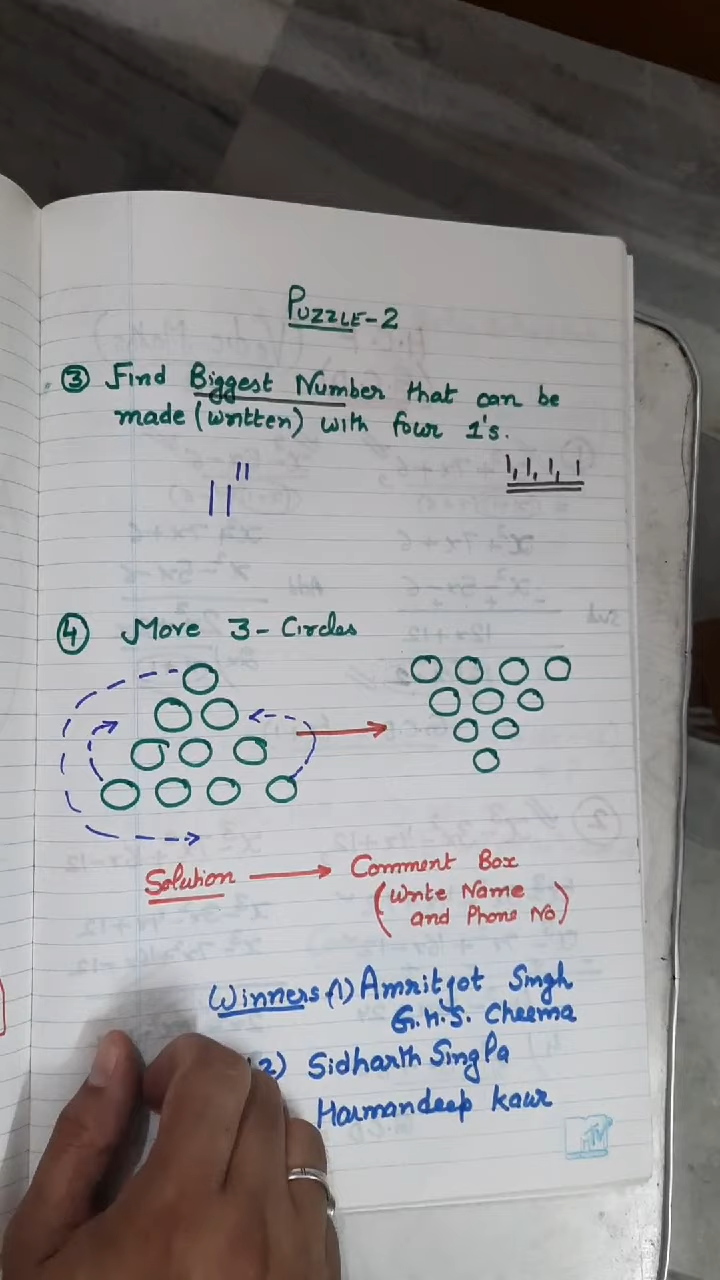 PUZZLE-2
③ Find Biggest Number that can be
made (written) with four 1's.
11¹¹
1, 1, 1, 1
④ Move 3-Circles
Solution → Comment Box
(Write Name
and Phone No)
Winners (1) Amritjot Singh
G.H.S. Cheema
2) Sidharth Singla
Harmandeep kaur
MTV